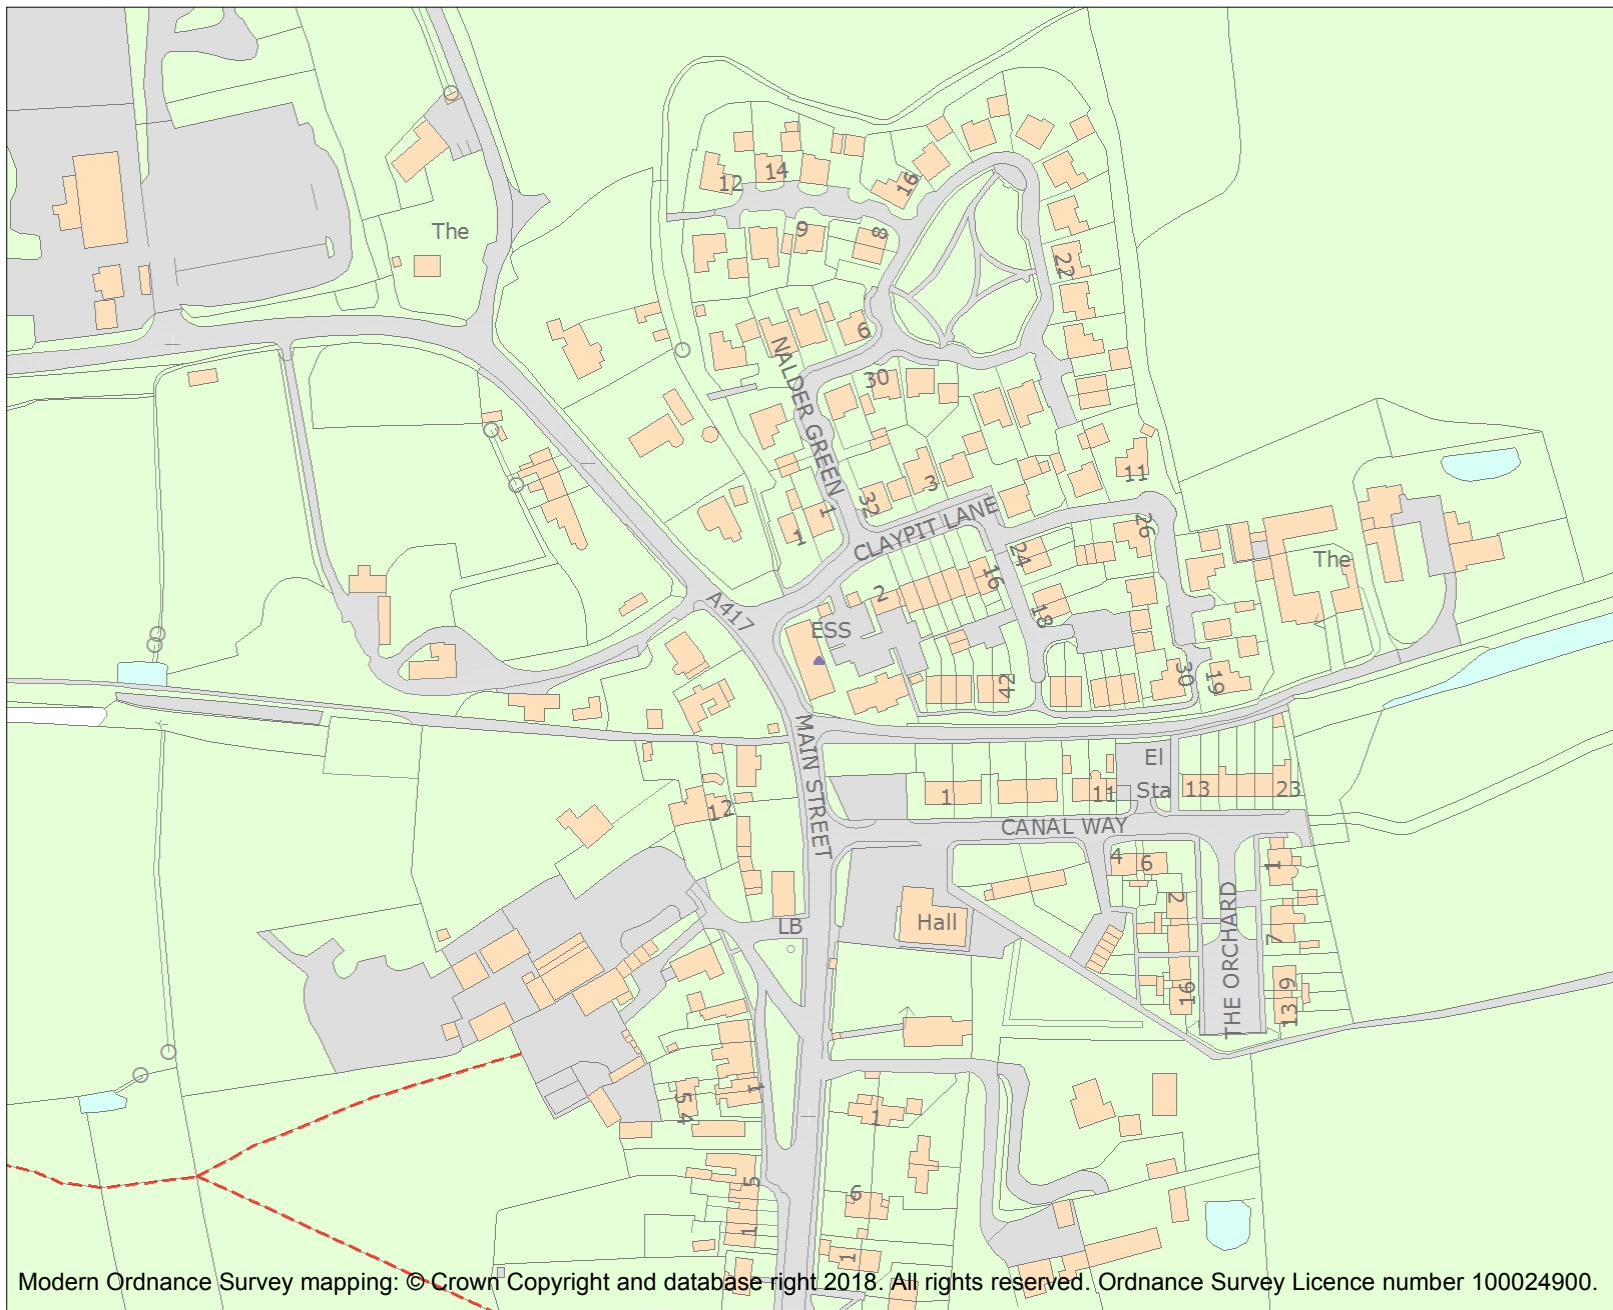 12
14
16
The
9
8
22
6
NALDER GREEN
30
3
11
1
1
32
CLAYPIT LANE
26
24
16
The
2
A417
ESS
18
42
30
19
MAIN STREET
El
Sta
1
11
13
23
12
CANAL WAY
4
6
1
2
Hall
LB
7
THE ORCHARD
16
9
13
1
5 4
1
5
6
1
1
Modern Ordnance Survey mapping: © Crown Copyright and database right 2018. All rights reserved. Ordnance Survey Licence number 100024900.